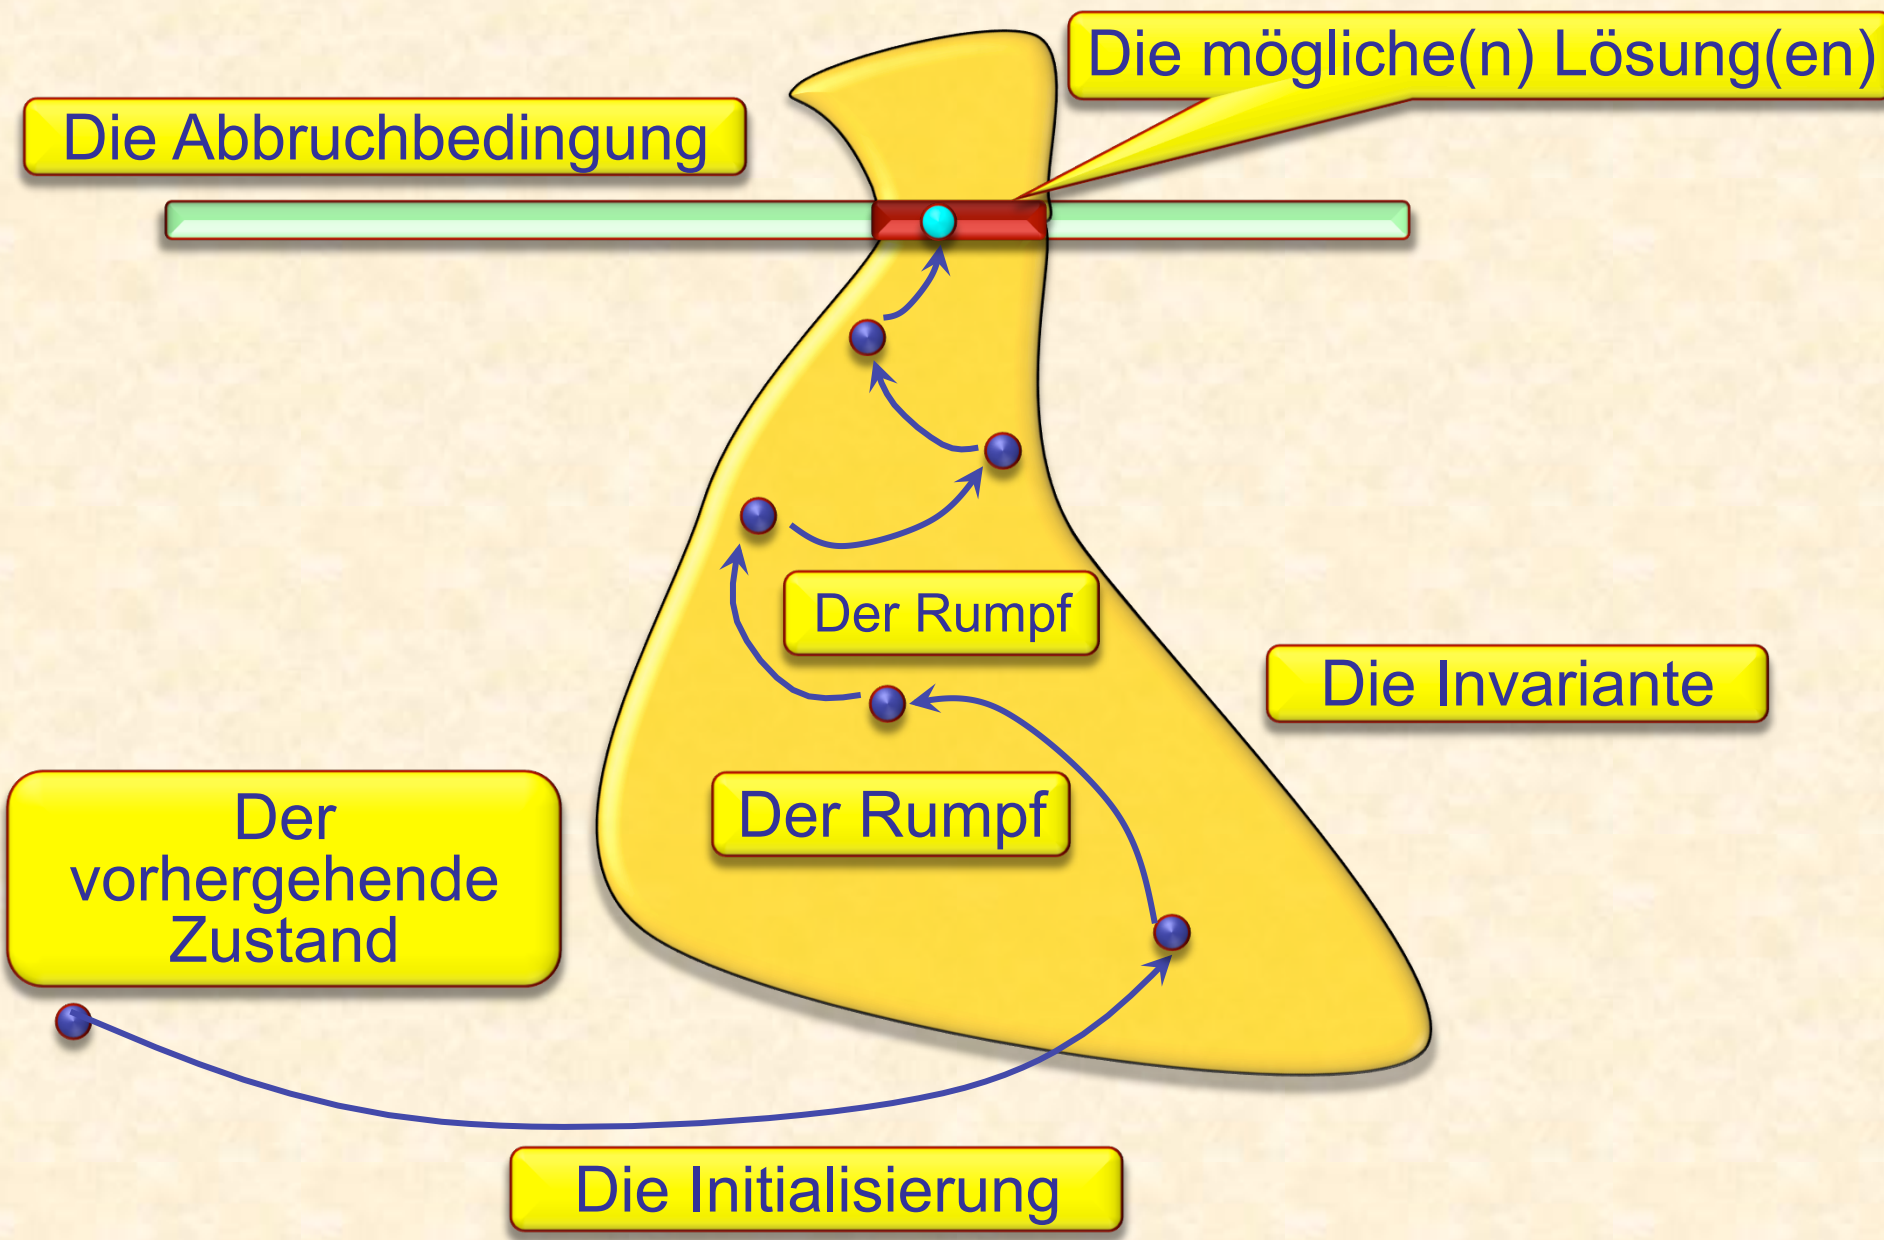 Die mögliche(n) Lösung(en)
Die Abbruchbedingung
Der Rumpf
Die Invariante
Der Rumpf
Der
vorhergehende
Zustand
Die Initialisierung